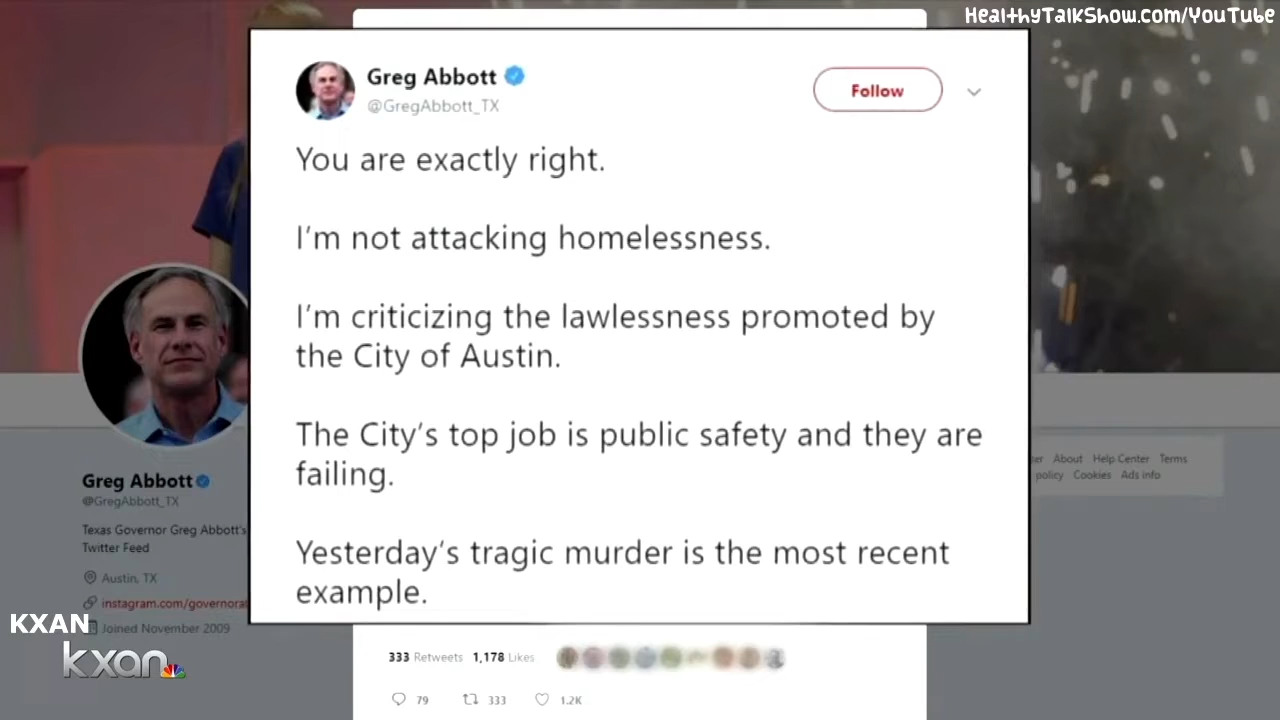 HealthyTalkShow.com/YouTube
Greg Abbott
@GregAbbott_TX
Follow
You are exactly right.
I'm not attacking homelessness.
I'm criticizing the lawlessness promoted by
the City of Austin.
The City's top job is public safety and they are
failing.
Yesterday's tragic murder is the most recent
example.
Greg Abbott
@GregAbbott_TX
Texas Governor Greg Abbott's
Twitter Feed
Austin, TX
instagram.com/governorab
Joined November 2009
About Help Center Terms
policy Cookies Ads info
KXAN
kxan
333 Retweets 1,178 Likes
79 333 1.2K